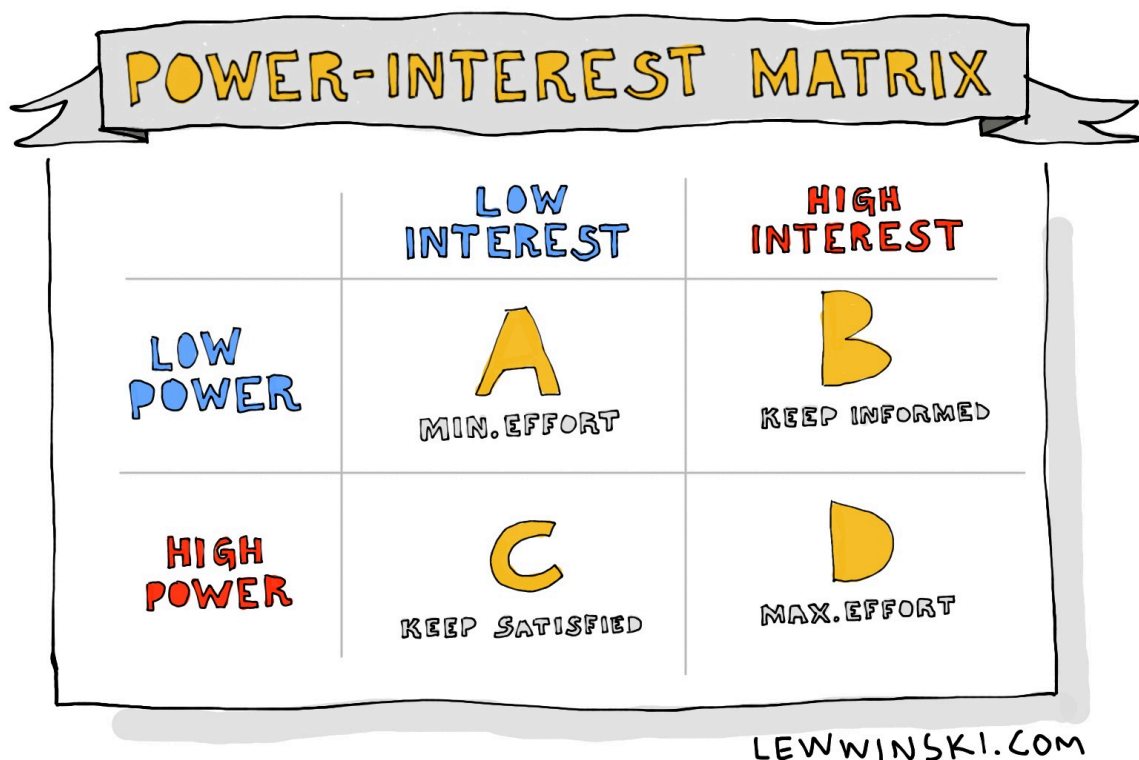 POWER-INTEREST MATRIX
LOW
INTEREST
HIGH
INTEREST
LOW
POWER
A
MIN. EFFORT
B
KEEP INFORMED
HIGH
POWER
C
KEEP SATISFIED
D
MAX. EFFORT
LEWWINSKI.COM